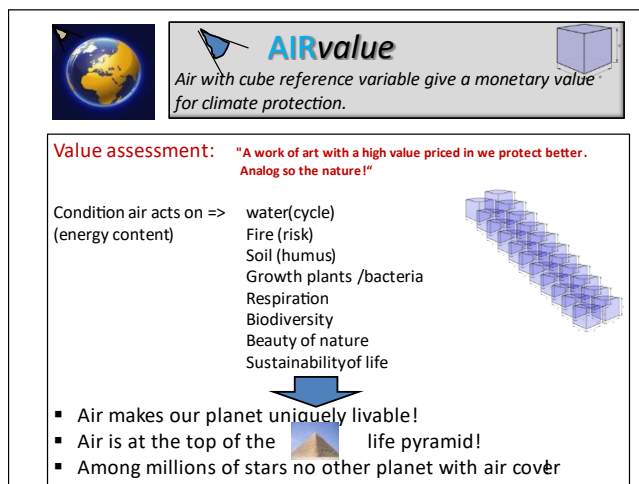 AIRvalue
Air with cube reference variable give a monetary value
for climate protection.
Value assessment: "A work of art with a high value priced in we protect better.
Analog so the nature!“
Condition air acts on => water(cycle)
(energy content) Fire (risk)
Soil (humus)
Growth plants /bacteria
Respiration
Biodiversity
Beauty of nature
Sustainabilityof life
▪ Air makes our planet uniquely livable!
▪ Air is at the top of the life pyramid!
▪ Among millions of stars no other planet with air cover!